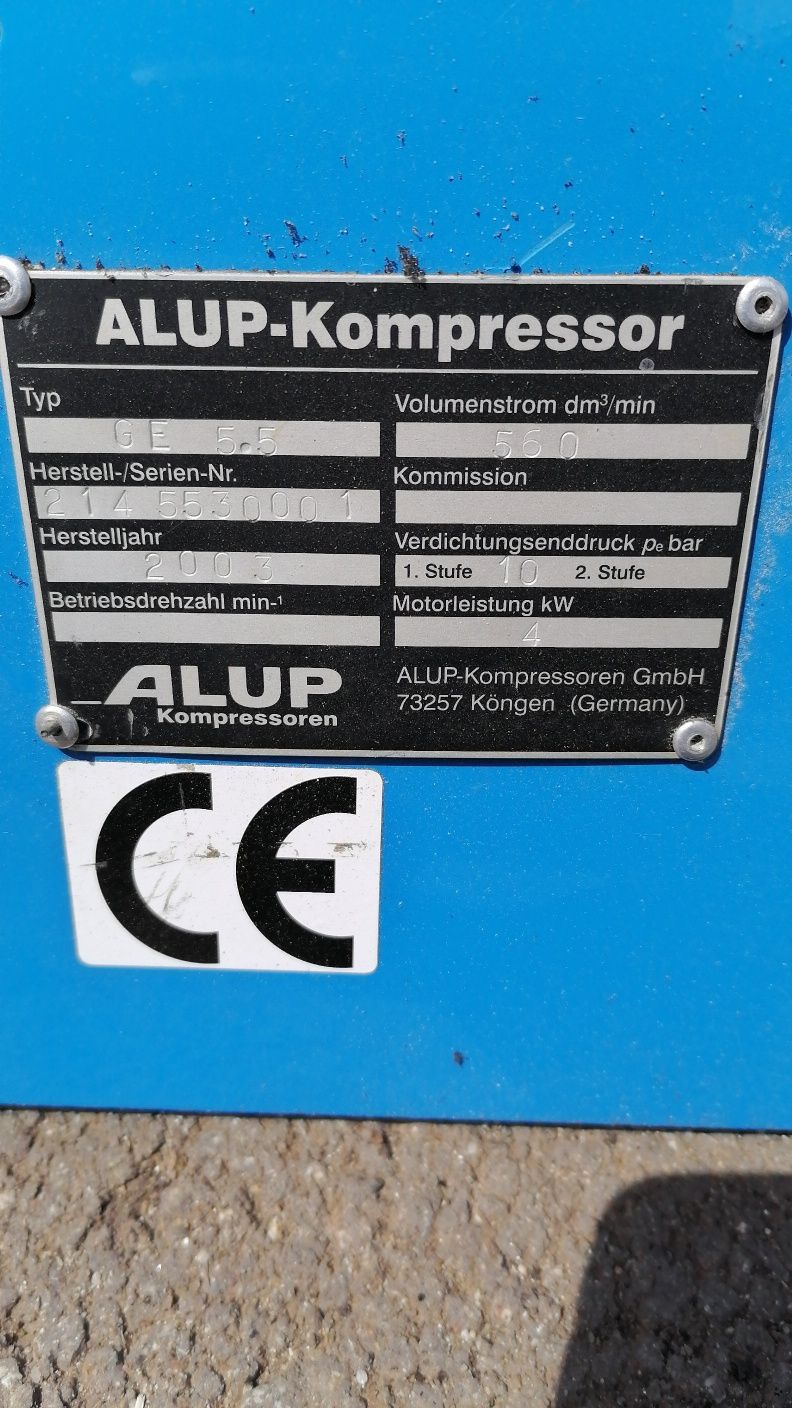 ALUP-Kompressor
Typ
GE 5.5
Volumenstrom dm³/min
560
Herstell-/Serien-Nr.
214 5530001
Kommission
Herstelljahr
2003
Verdichtungsenddruck pe bar
1. Stufe 10 2. Stufe
Betriebsdrehzahl min-¹
Motorleistung kW
4
ALUP
Kompressoren
ALUP-Kompressoren GmbH
73257 Köngen (Germany)
CE